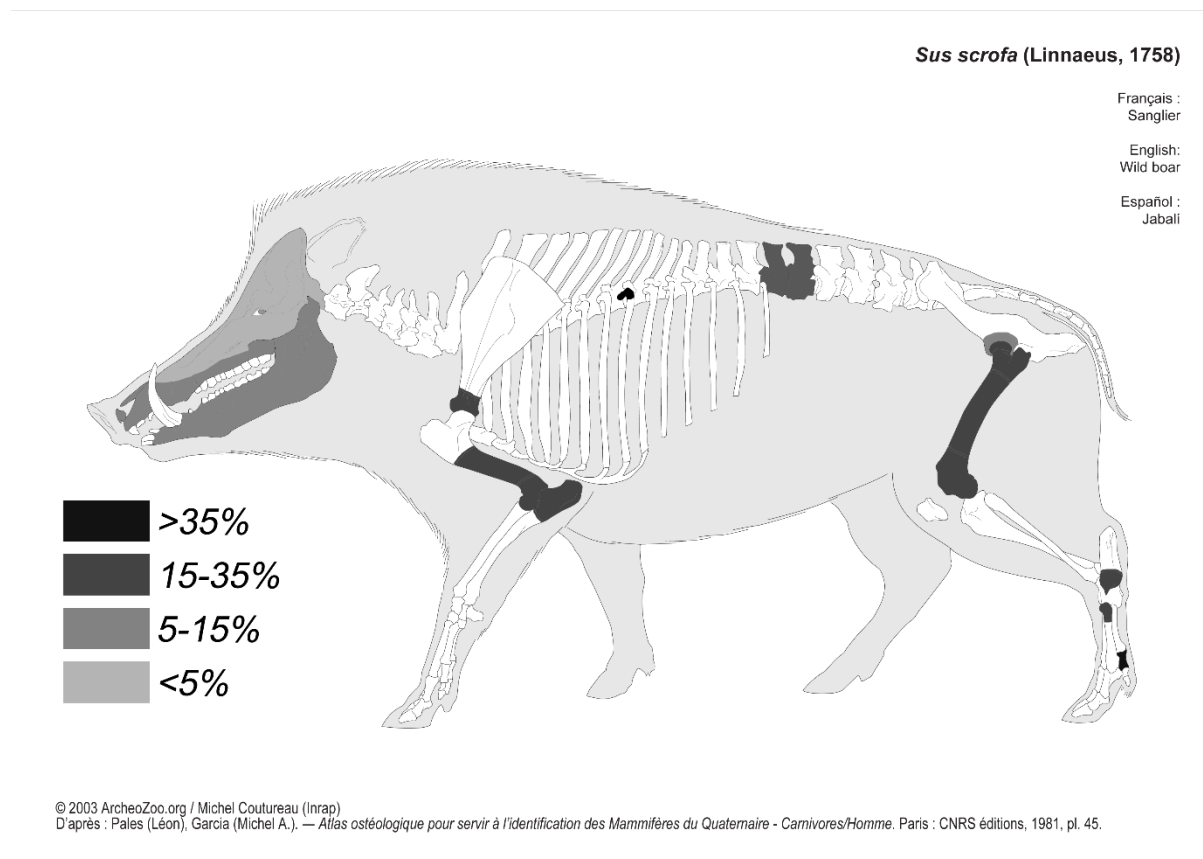 Sus scrofa (Linnaeus, 1758)
Français :
Sanglier
English:
Wild boar
Español :
Jabali
>35%
15-35%
5-15%
<5%
© 2003 ArcheoZoo.org / Michel Coutureau (Inrap)
D'après : Pales (Léon), Garcia (Michel A.). — Atlas ostéologique pour servir à l'identification des Mammifères du Quaternaire - Carnivores/Homme. Paris : CNRS éditions, 1981, pl. 45.